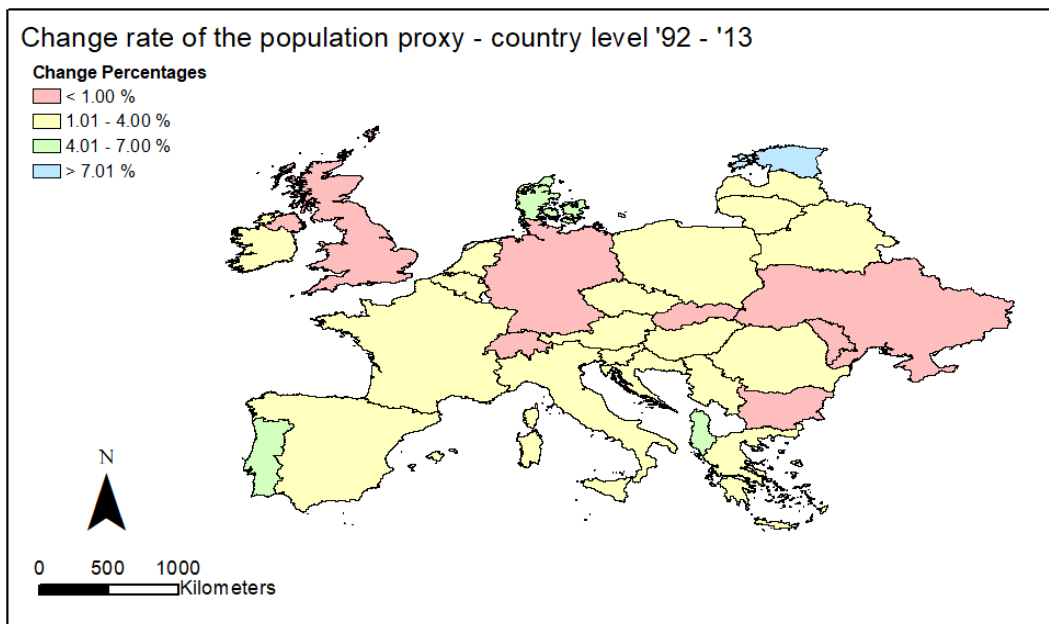 Change rate of the population proxy - country level '92 - '13
Change Percentages
< 1.00 %
1.01 - 4.00 %
4.01 - 7.00 %
> 7.01 %
N
0 500 1000
Kilometers